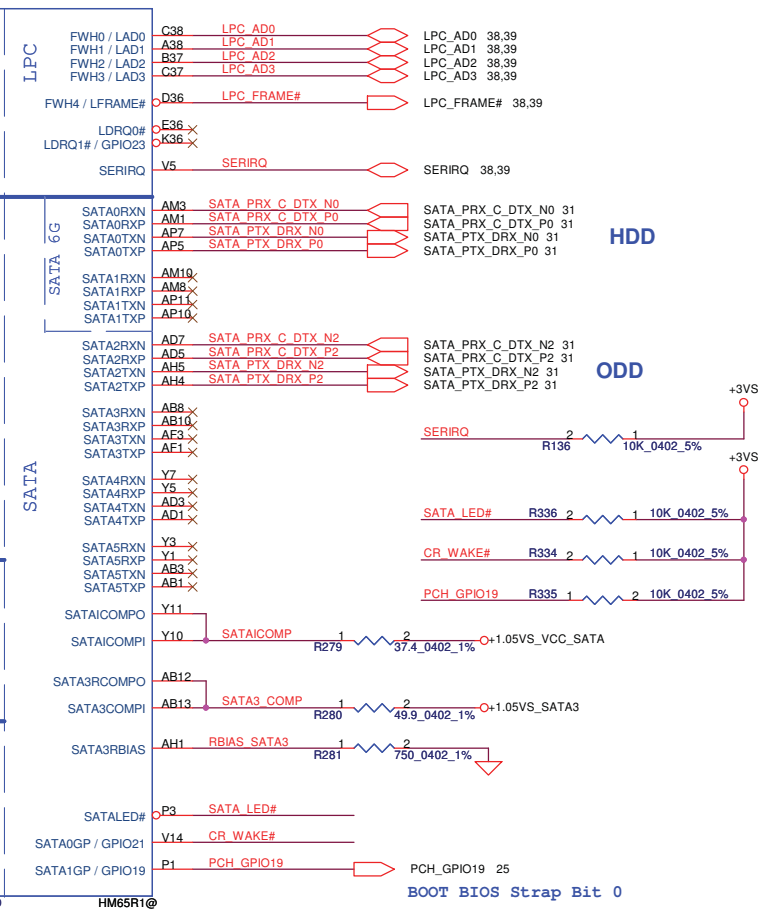 LPC
FWH0 / LAD0 C38 LPC_AD0 LPC_AD0 38,39
FWH1 / LAD1 A38 LPC_AD1 LPC_AD1 38,39
FWH2 / LAD2 B37 LPC_AD2 LPC_AD2 38,39
FWH3 / LAD3 C37 LPC_AD3 LPC_AD3 38,39
FWH4 / LFRAME# D36 LPC_FRAME# LPC_FRAME# 38,39
LDRQ0# E36
LDRQ1# / GPIO23 K36
SERIRQ V5 SERIRQ SERIRQ 38,39
SATA 6G
SATA0RXN AM3 SATA_PRX_C_DTX_N0 SATA_PRX_C_DTX_N0 31
SATA0RXP AM1 SATA_PRX_C_DTX_P0 SATA_PRX_C_DTX_P0 31
SATA0TXN AP7 SATA_PTX_DRX_N0 SATA_PTX_DRX_N0 31
SATA0TXP AP5 SATA_PTX_DRX_P0 SATA_PTX_DRX_P0 31
HDD
SATA1RXN AM10
SATA1RXP AM8
SATA1TXN AP11
SATA1TXP AP10
SATA
SATA2RXN AD7 SATA_PRX_C_DTX_N2 SATA_PRX_C_DTX_N2 31
SATA2RXP AD5 SATA_PRX_C_DTX_P2 SATA_PRX_C_DTX_P2 31
SATA2TXN AH5 SATA_PTX_DRX_N2 SATA_PTX_DRX_N2 31
SATA2TXP AH4 SATA_PTX_DRX_P2 SATA_PTX_DRX_P2 31
ODD
SATA3RXN AB8
SATA3RXP AB10
SATA3TXN AF3
SATA3TXP AF1
+3VS
SERIRQ R136 2 1 10K_0402_5%
+3VS
SATA4RXN Y7
SATA4RXP Y5
SATA4TXN AD3
SATA4TXP AD1
SATA_LED# R336 2 1 10K_0402_5%
SATA5RXN Y3
SATA5RXP Y1
SATA5TXN AB3
SATA5TXP AB1
CR_WAKE# R334 2 1 10K_0402_5%
PCH_GPIO19 R335 1 2 10K_0402_5%
SATAICOMPO Y11
SATAICOMPI Y10 SATAICOMP R279 1 2 37.4_0402_1% +1.05VS_VCC_SATA
SATA3RCOMPO AB12
SATA3COMPI AB13 SATA3_COMP R280 1 2 49.9_0402_1% +1.05VS_SATA3
SATA3RBIAS AH1 RBIAS_SATA3 R281 1 2 750_0402_1%
SATALED# P3 SATA_LED#
SATA0GP / GPIO21 V14 CR_WAKE#
SATA1GP / GPIO19 P1 PCH_GPIO19 PCH_GPIO19 25
BOOT BIOS Strap Bit 0
HM65R1@